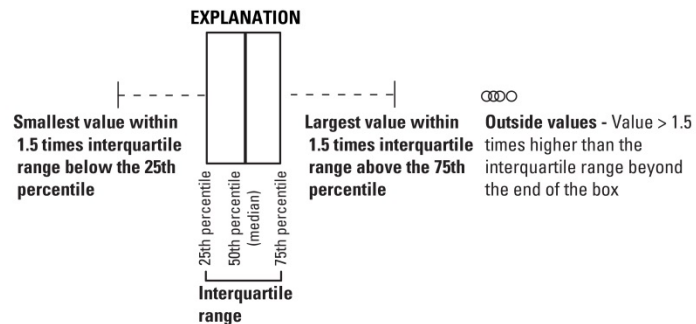 EXPLANATION
Smallest value within
1.5 times interquartile
range below the 25th
percentile
Largest value within
1.5 times interquartile
range above the 75th
percentile
Outside values - Value > 1.5
times higher than the
interquartile range beyond
the end of the box
25th percentile
50th percentile
(median)
75th percentile
Interquartile
range